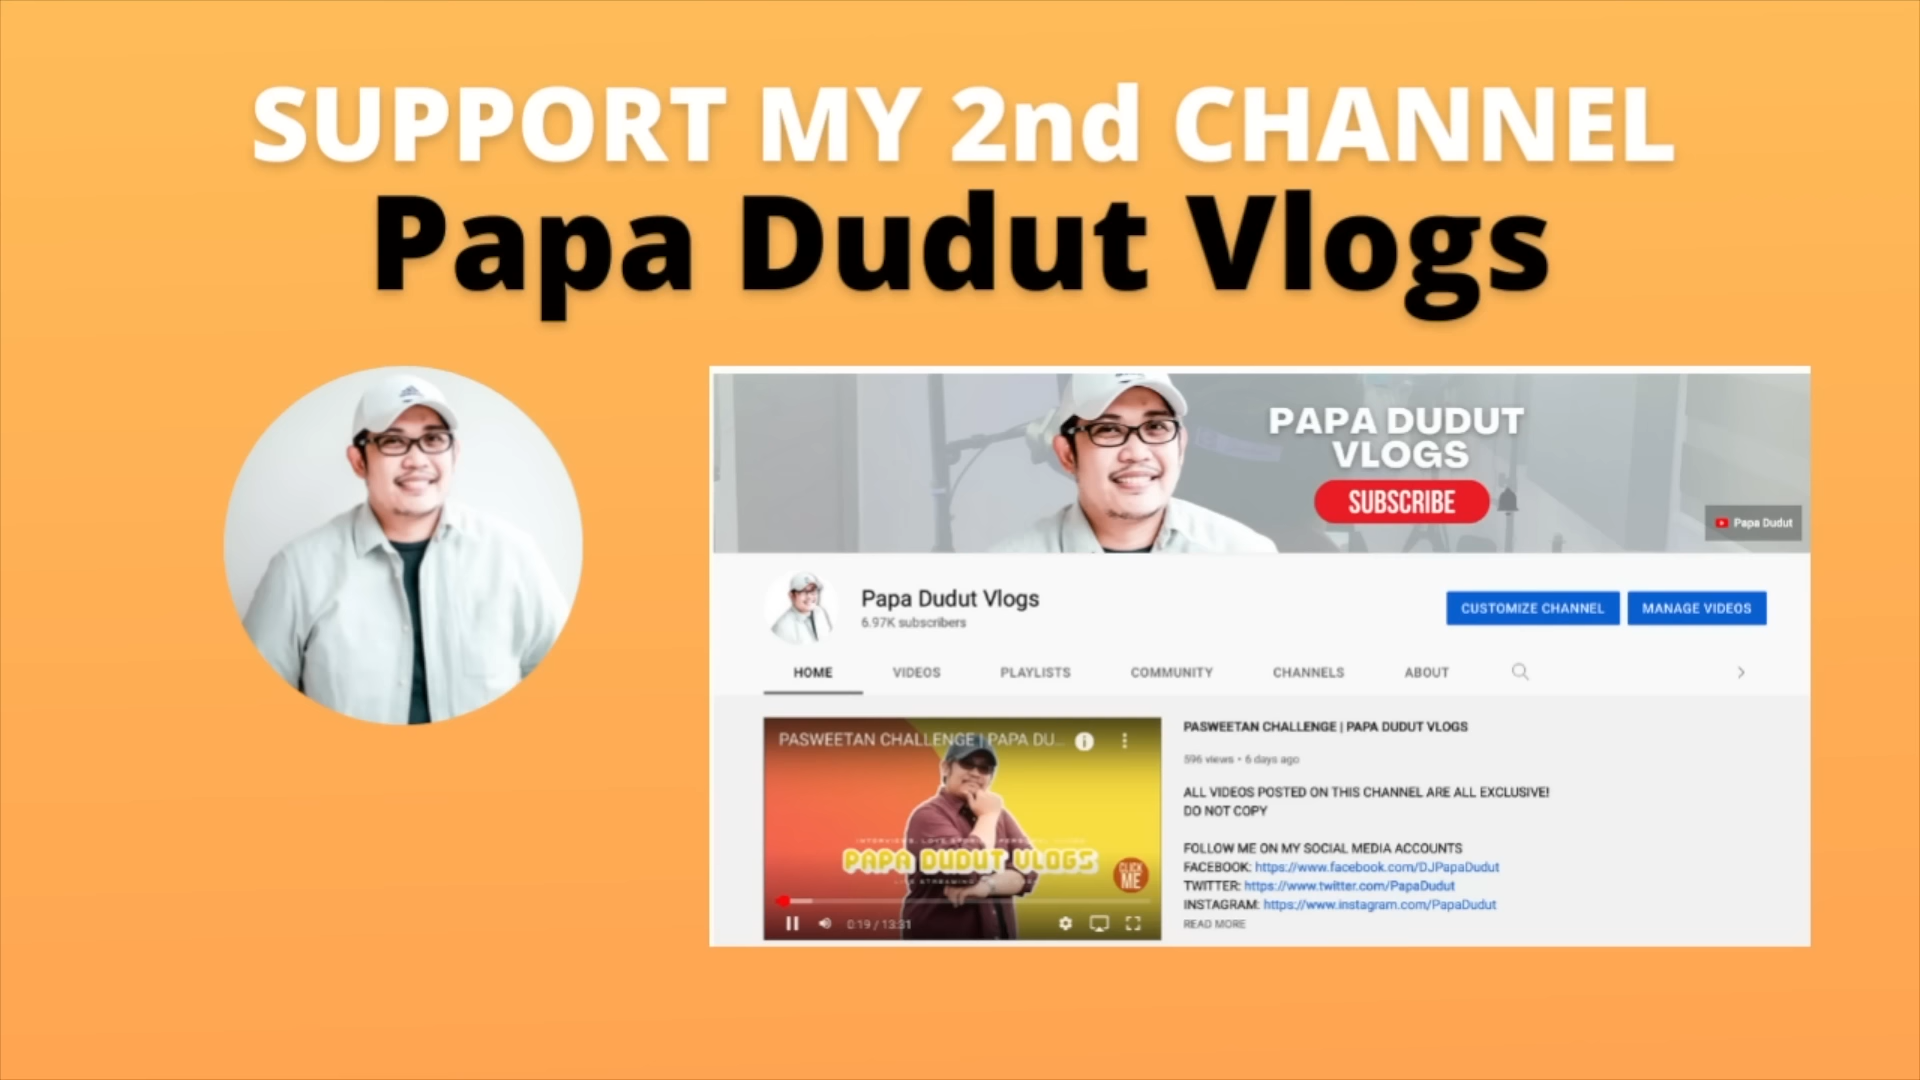 SUPPORT MY 2nd CHANNEL
Papa Dudut Vlogs
PAPA DUDUT
VLOGS
SUBSCRIBE
Papa Dudut
Papa Dudut Vlogs
6.97K subscribers
CUSTOMIZE CHANNEL
MANAGE VIDEOS
HOME
VIDEOS
PLAYLISTS
COMMUNITY
CHANNELS
ABOUT
PASWEETAN CHALLENGE | PAPA DU...
PAPA DUDUT VLOGS
CLICK
ME
0:19 / 13:31
PASWEETAN CHALLENGE | PAPA DUDUT VLOGS
596 views • 6 days ago
ALL VIDEOS POSTED ON THIS CHANNEL ARE ALL EXCLUSIVE!
DO NOT COPY
FOLLOW ME ON MY SOCIAL MEDIA ACCOUNTS
FACEBOOK: https://www.facebook.com/DJPapaDudut
TWITTER: https://www.twitter.com/PapaDudut
INSTAGRAM: https://www.instagram.com/PapaDudut
READ MORE